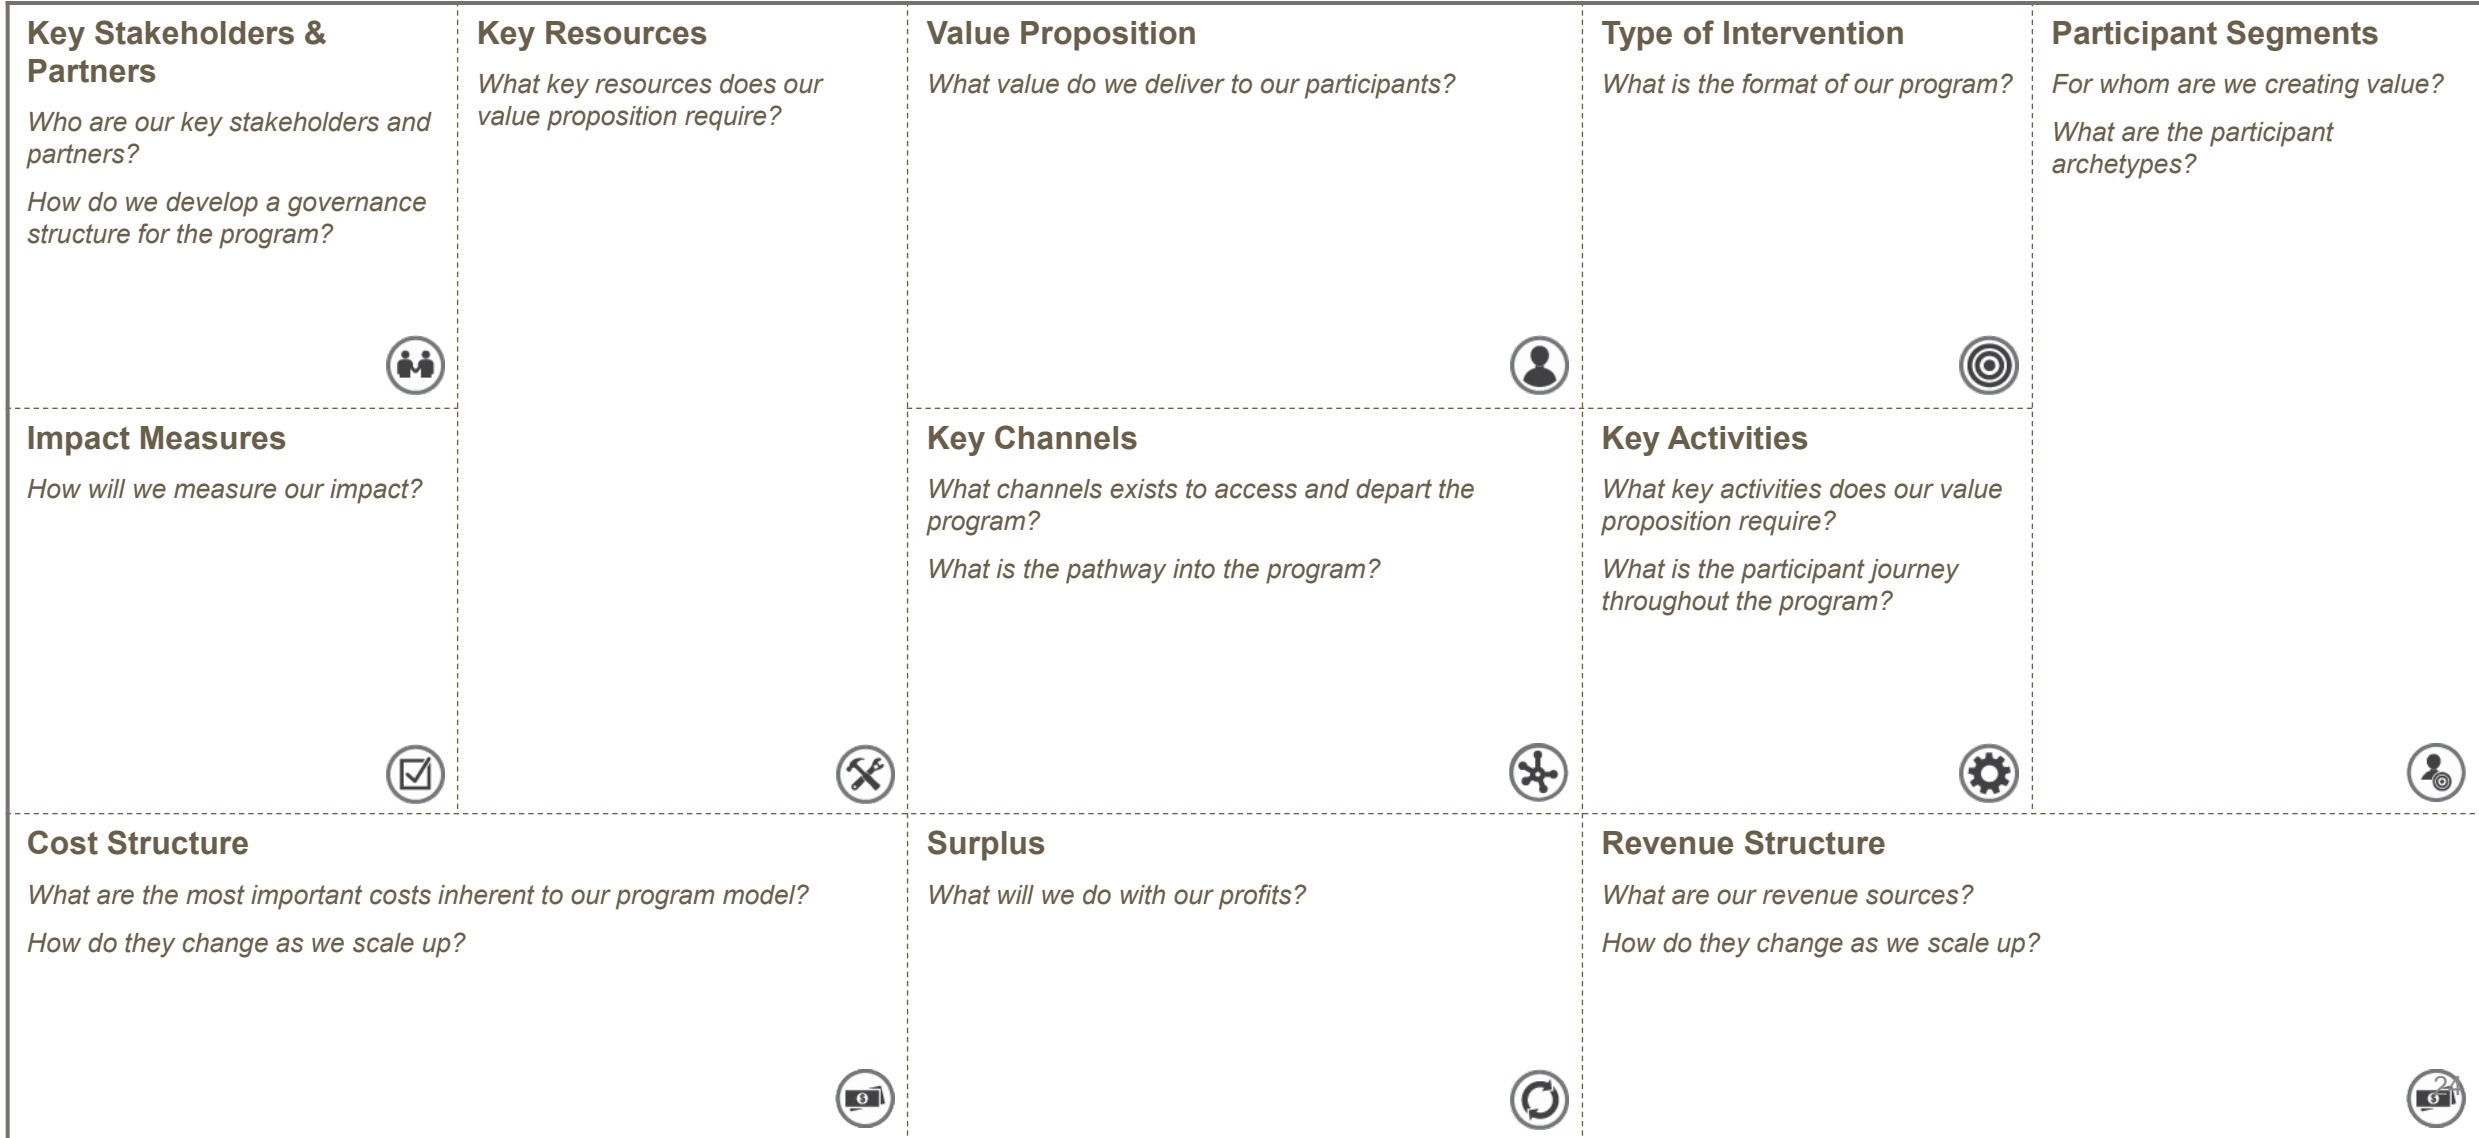 Key Stakeholders &
Partners
Who are our key stakeholders and
partners?
How do we develop a governance
structure for the program?
Key Resources
What key resources does our
value proposition require?
Value Proposition
What value do we deliver to our participants?
Type of Intervention
What is the format of our program?
Participant Segments
For whom are we creating value?
What are the participant
archetypes?
Impact Measures
How will we measure our impact?
Key Channels
What channels exists to access and depart the
program?
What is the pathway into the program?
Key Activities
What key activities does our value
proposition require?
What is the participant journey
throughout the program?
Cost Structure
What are the most important costs inherent to our program model?
How do they change as we scale up?
Surplus
What will we do with our profits?
Revenue Structure
What are our revenue sources?
How do they change as we scale up?
24